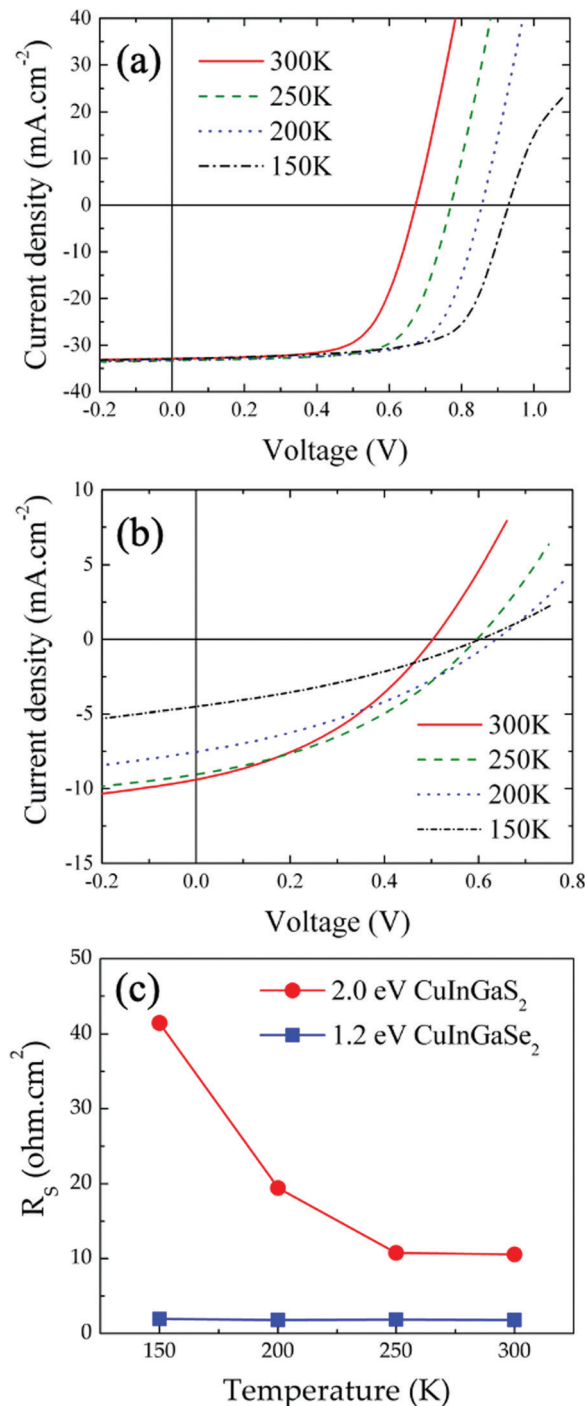 40
30
20
10
0
-10
-20
-30
-40
Current density (mA.cm-2)
(a)
300K
250K
200K
150K
-0.2 0.0 0.2 0.4 0.6 0.8 1.0
Voltage (V)
10
5
0
-5
-10
-15
Current density (mA.cm-2)
(b)
300K
250K
200K
150K
-0.2 0.0 0.2 0.4 0.6 0.8
Voltage (V)
50
40
30
20
10
0
RS (ohm.cm2)
(c)
2.0 eV CuInGaS2
1.2 eV CuInGaSe2
150 200 250 300
Temperature (K)